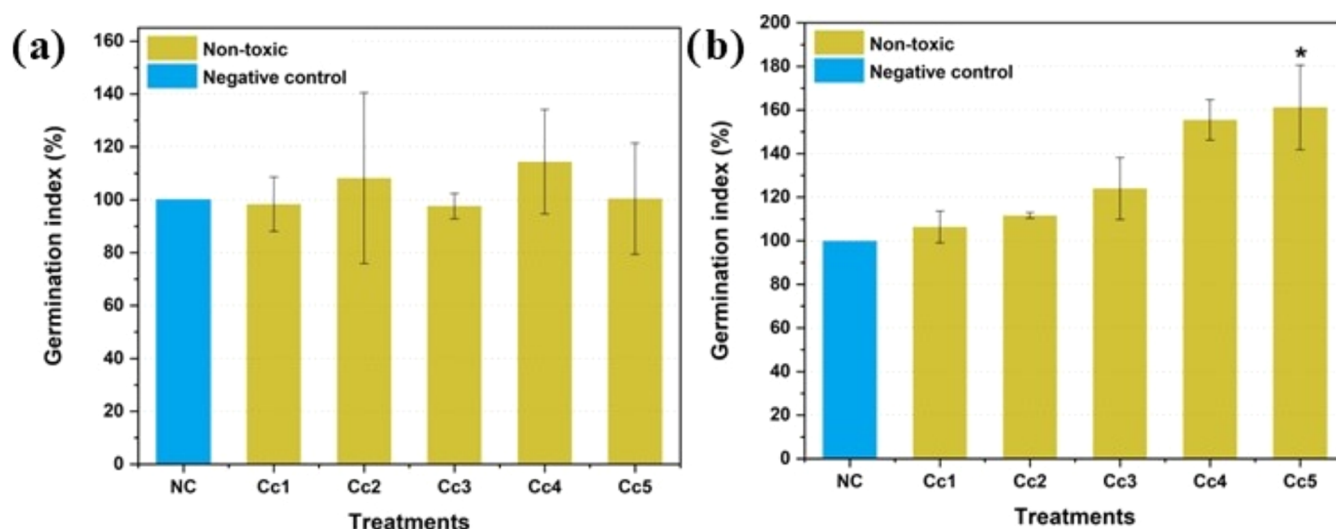 (a)
Non-toxic
Negative control
Germination index (%)
160
140
120
100
80
60
40
20
0
NC Cc1 Cc2 Cc3 Cc4 Cc5
Treatments
(b)
Non-toxic
Negative control
*
Germination index (%)
200
180
160
140
120
100
80
60
40
20
0
NC Cc1 Cc2 Cc3 Cc4 Cc5
Treatments